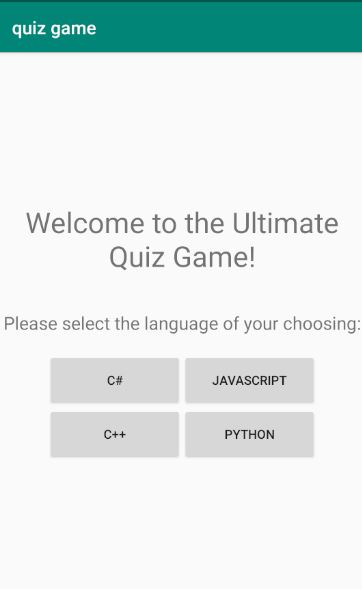 quiz game
Welcome to the Ultimate
Quiz Game!
Please select the language of your choosing:
C#
JAVASCRIPT
C++
PYTHON